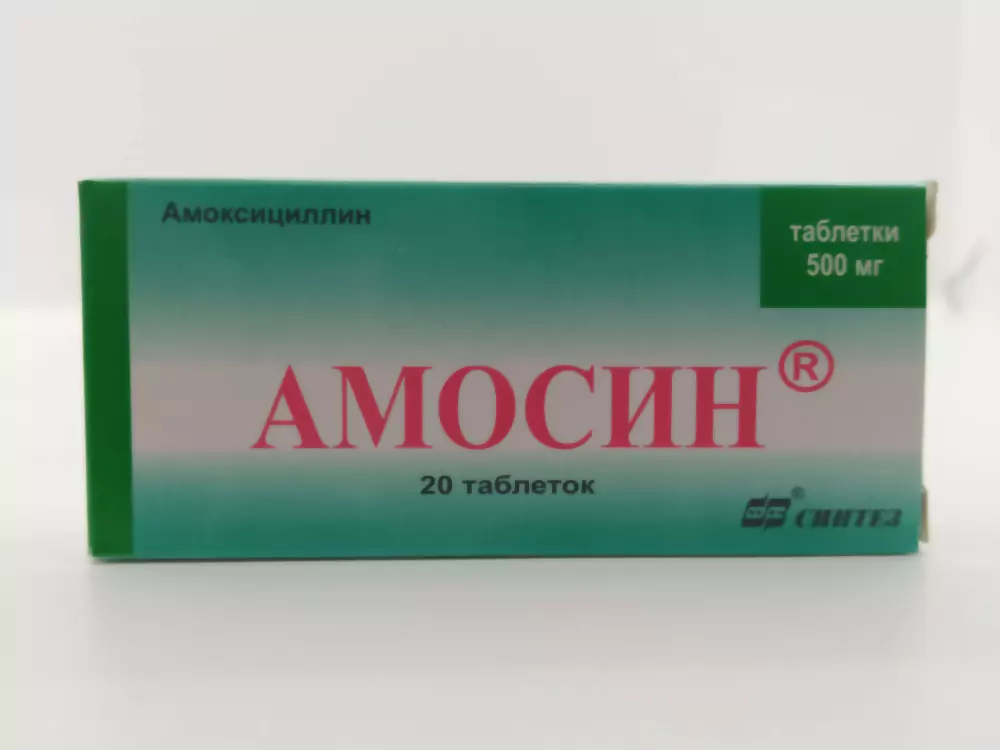 Амоксициллин
таблетки
500 мг
АМОСИН®
20 таблеток
® СИНТЕЗ